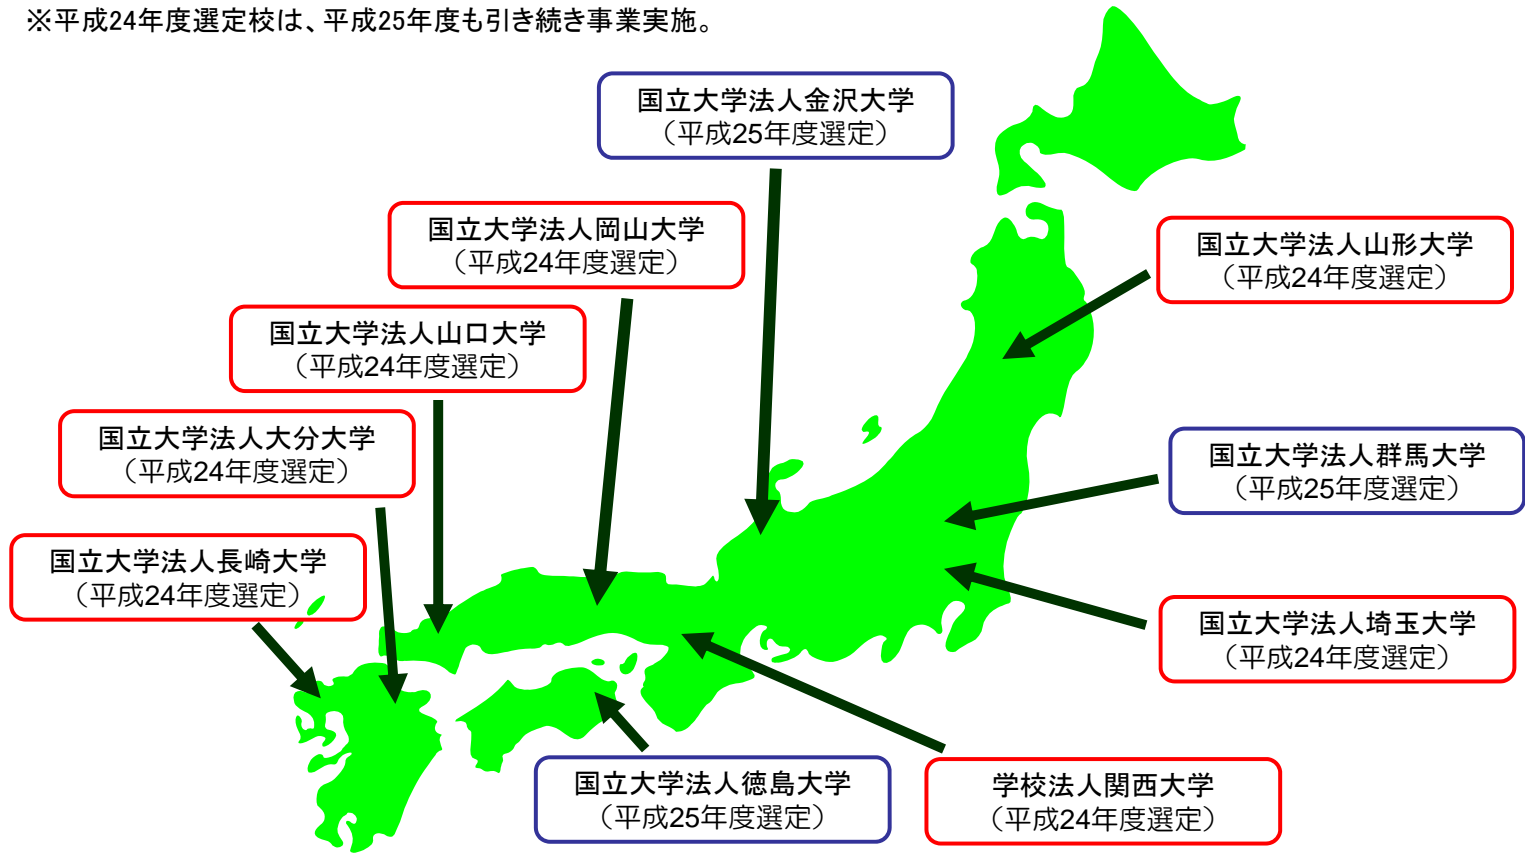 ※平成24年度選定校は、平成25年度も引き続き事業実施。
国立大学法人金沢大学
（平成25年度選定）
国立大学法人岡山大学
（平成24年度選定）
国立大学法人山形大学
（平成24年度選定）
国立大学法人山口大学
（平成24年度選定）
国立大学法人大分大学
（平成24年度選定）
国立大学法人群馬大学
（平成25年度選定）
国立大学法人長崎大学
（平成24年度選定）
国立大学法人埼玉大学
（平成24年度選定）
国立大学法人徳島大学
（平成25年度選定）
学校法人関西大学
（平成24年度選定）